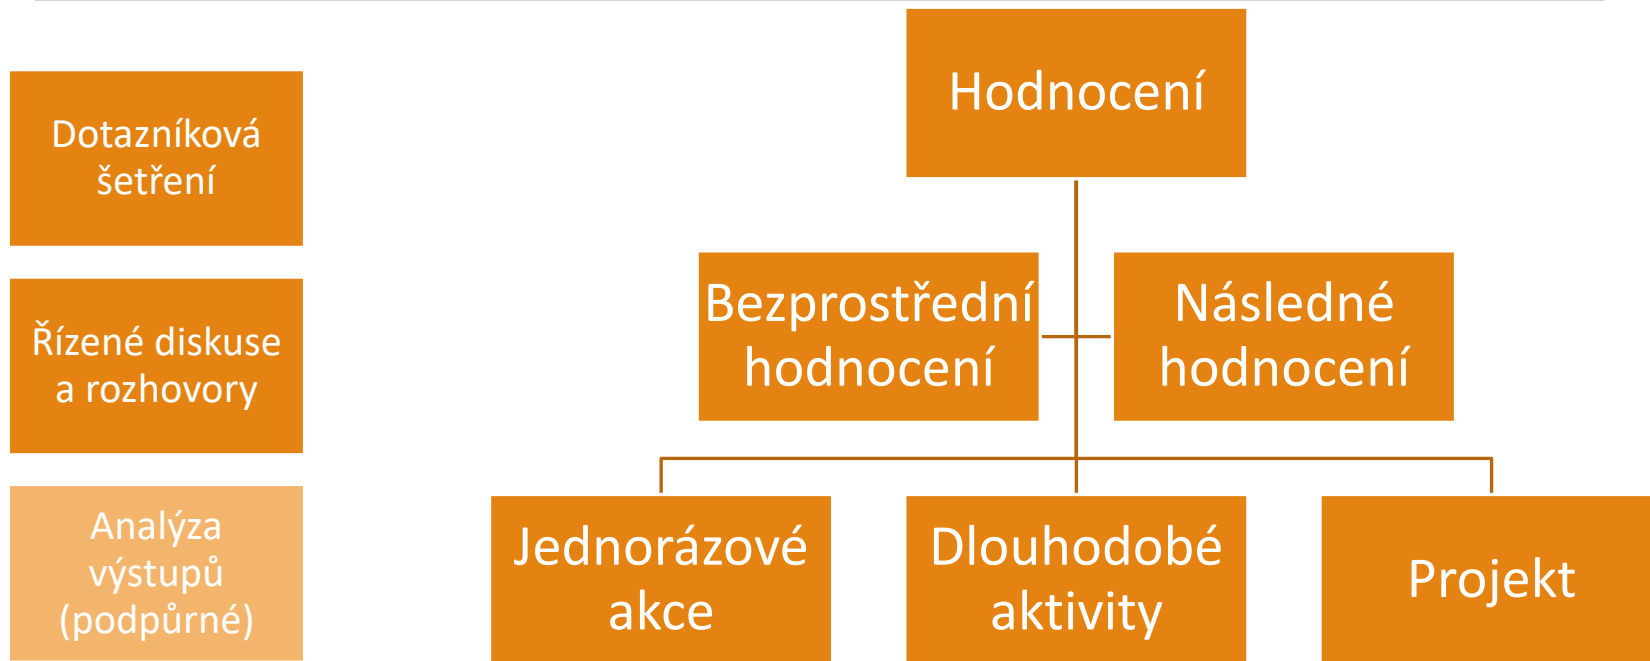 Dotazníková
šetření
Řízené diskuse
a rozhovory
Analýza
výstupů
(podpůrné)
Hodnocení
Bezprostřední
hodnocení
Následné
hodnocení
Jednorázové
akce
Dlouhodobé
aktivity
Projekt